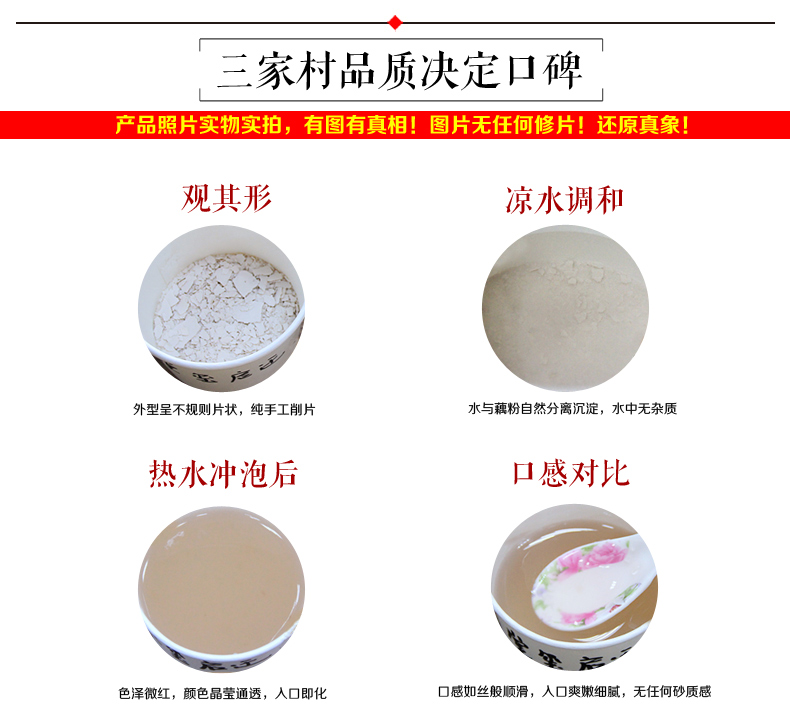 三家村品质决定口碑
产品照片实物实拍，有图有真相！图片无任何修片！还原真象！
观其形
凉水调和
外型呈不规则片状，纯手工削片
水与藕粉自然分离沉淀，水中无杂质
热水冲泡后
口感对比
色泽微红，颜色晶莹通透，入口即化
口感如丝般顺滑，入口爽嫩细腻，无任何砂质感